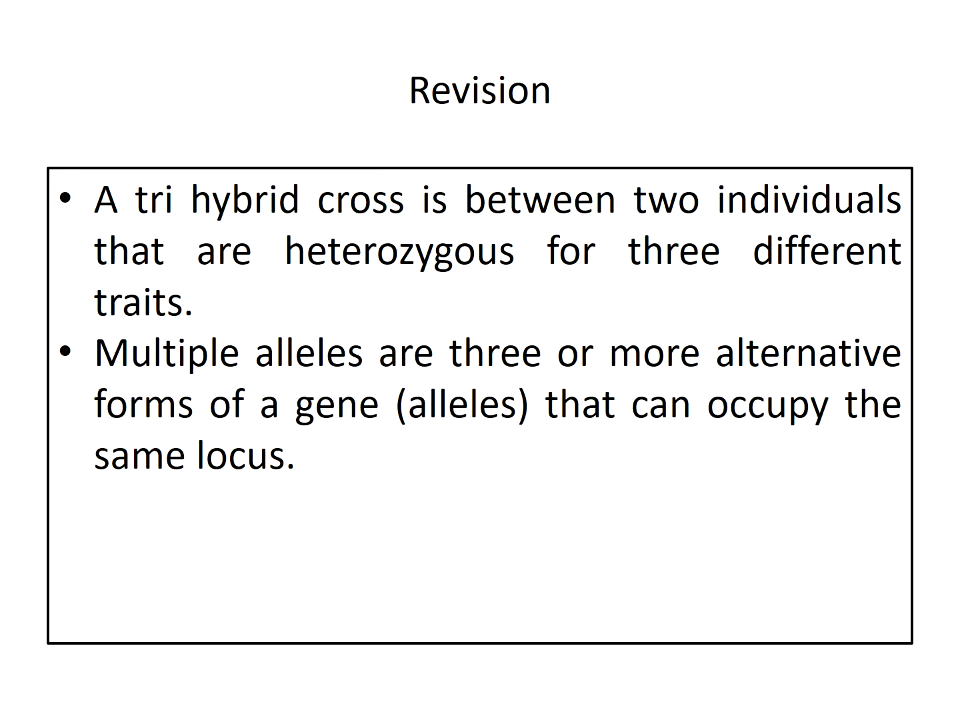 Revision
• A tri hybrid cross is between two individuals
that are heterozygous for three different
traits.
• Multiple alleles are three or more alternative
forms of a gene (alleles) that can occupy the
same locus.